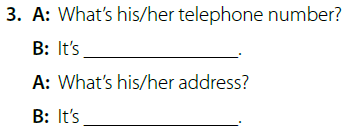 3. A: What's his/her telephone number?
B: It's ________________.
A: What's his/her address?
B: It's ________________.